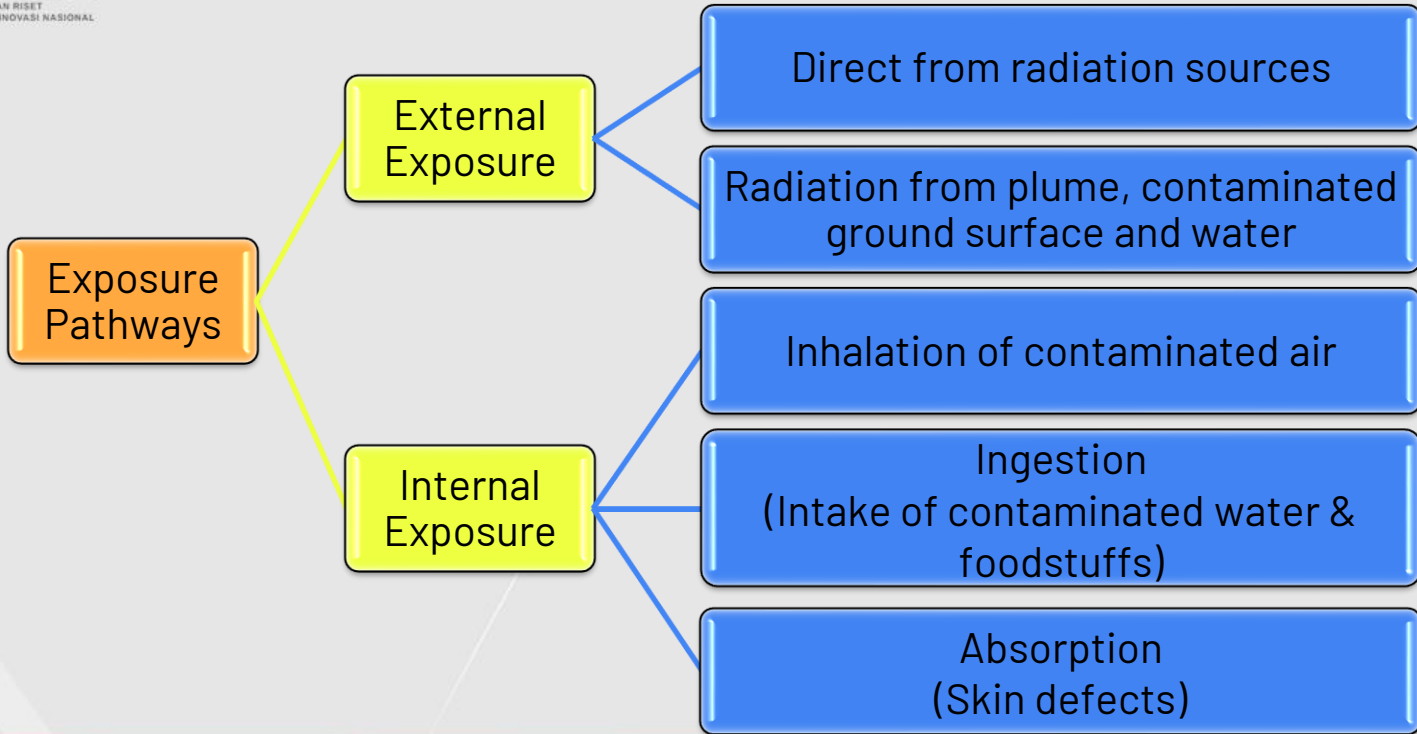 AN RISET
INOVASI NASIONAL
Direct from radiation sources
External
Exposure
Radiation from plume, contaminated
ground surface and water
Exposure
Pathways
Inhalation of contaminated air
Internal
Exposure
Ingestion
(Intake of contaminated water &
foodstuffs)
Absorption
(Skin defects)